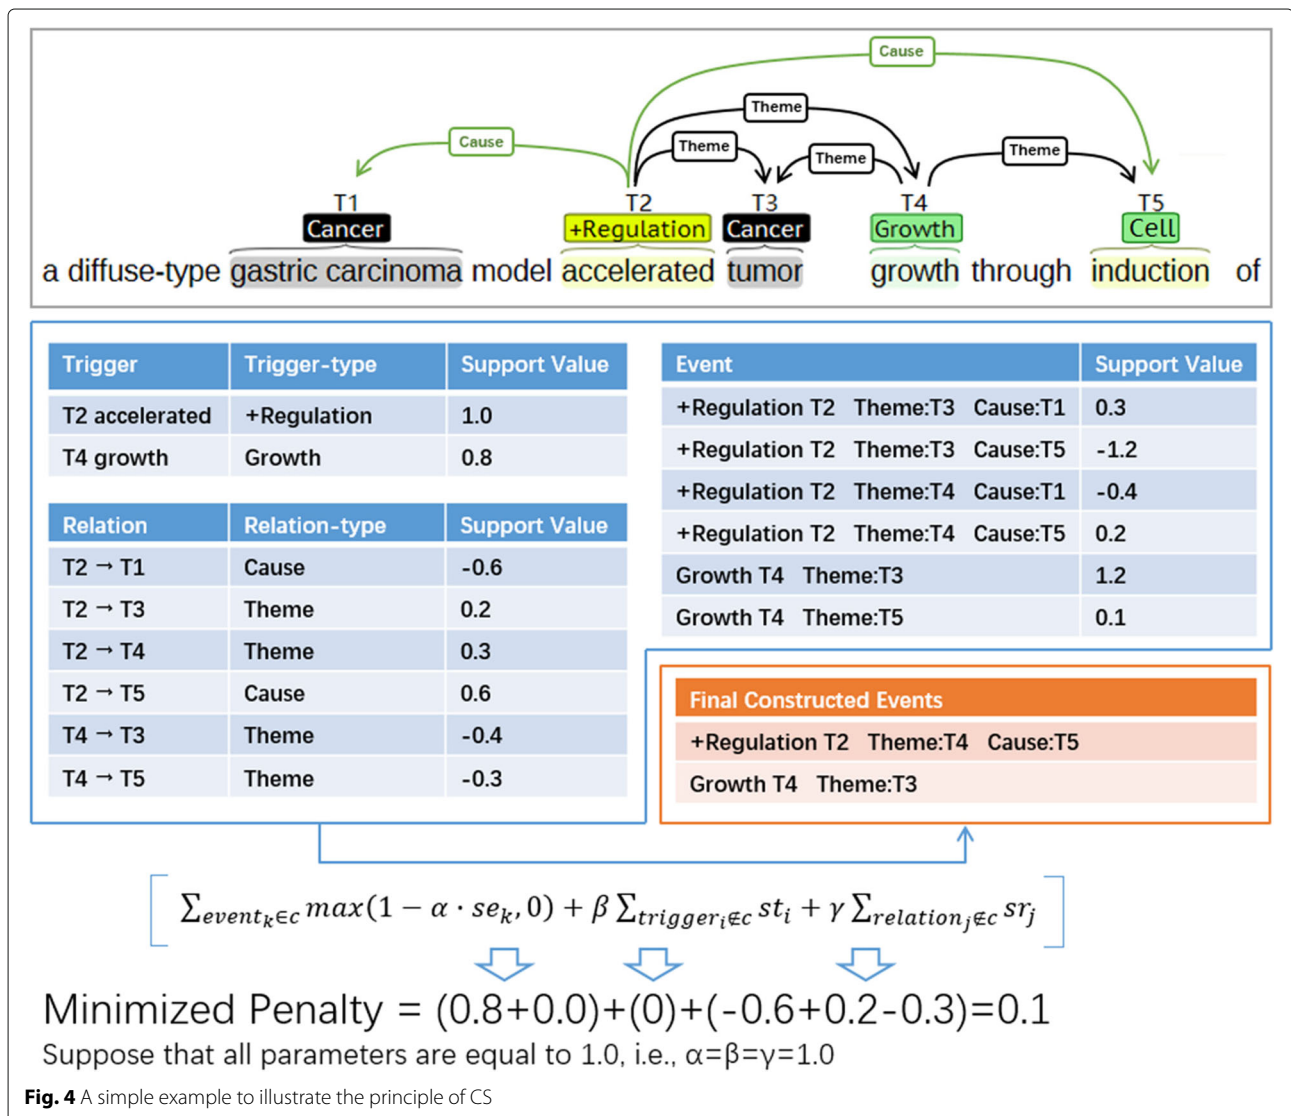 Cause
Theme
Cause
Theme
Theme
Theme
T1
T2
T3
T4
T5
Cancer
+Regulation
Cancer
Growth
Cell
a diffuse-type gastric carcinoma model accelerated tumor growth through induction of
Trigger Trigger-type Support Value
T2 accelerated +Regulation 1.0
T4 growth Growth 0.8
Relation Relation-type Support Value
T2 → T1 Cause -0.6
T2 → T3 Theme 0.2
T2 → T4 Theme 0.3
T2 → T5 Cause 0.6
T4 → T3 Theme -0.4
T4 → T5 Theme -0.3
Event Support Value
+Regulation T2 Theme:T3 Cause:T1 0.3
+Regulation T2 Theme:T3 Cause:T5 -1.2
+Regulation T2 Theme:T4 Cause:T1 -0.4
+Regulation T2 Theme:T4 Cause:T5 0.2
Growth T4 Theme:T3 1.2
Growth T4 Theme:T5 0.1
Final Constructed Events
+Regulation T2 Theme:T4 Cause:T5
Growth T4 Theme:T3
[∑event_k∈c max(1 − α · se_k, 0) + β ∑trigger_i∉c st_i + γ ∑relation_j∉c sr_j]
Minimized Penalty = (0.8+0.0)+(0)+(-0.6+0.2-0.3)=0.1
Suppose that all parameters are equal to 1.0, i.e., α=β=γ=1.0
Fig. 4 A simple example to illustrate the principle of CS